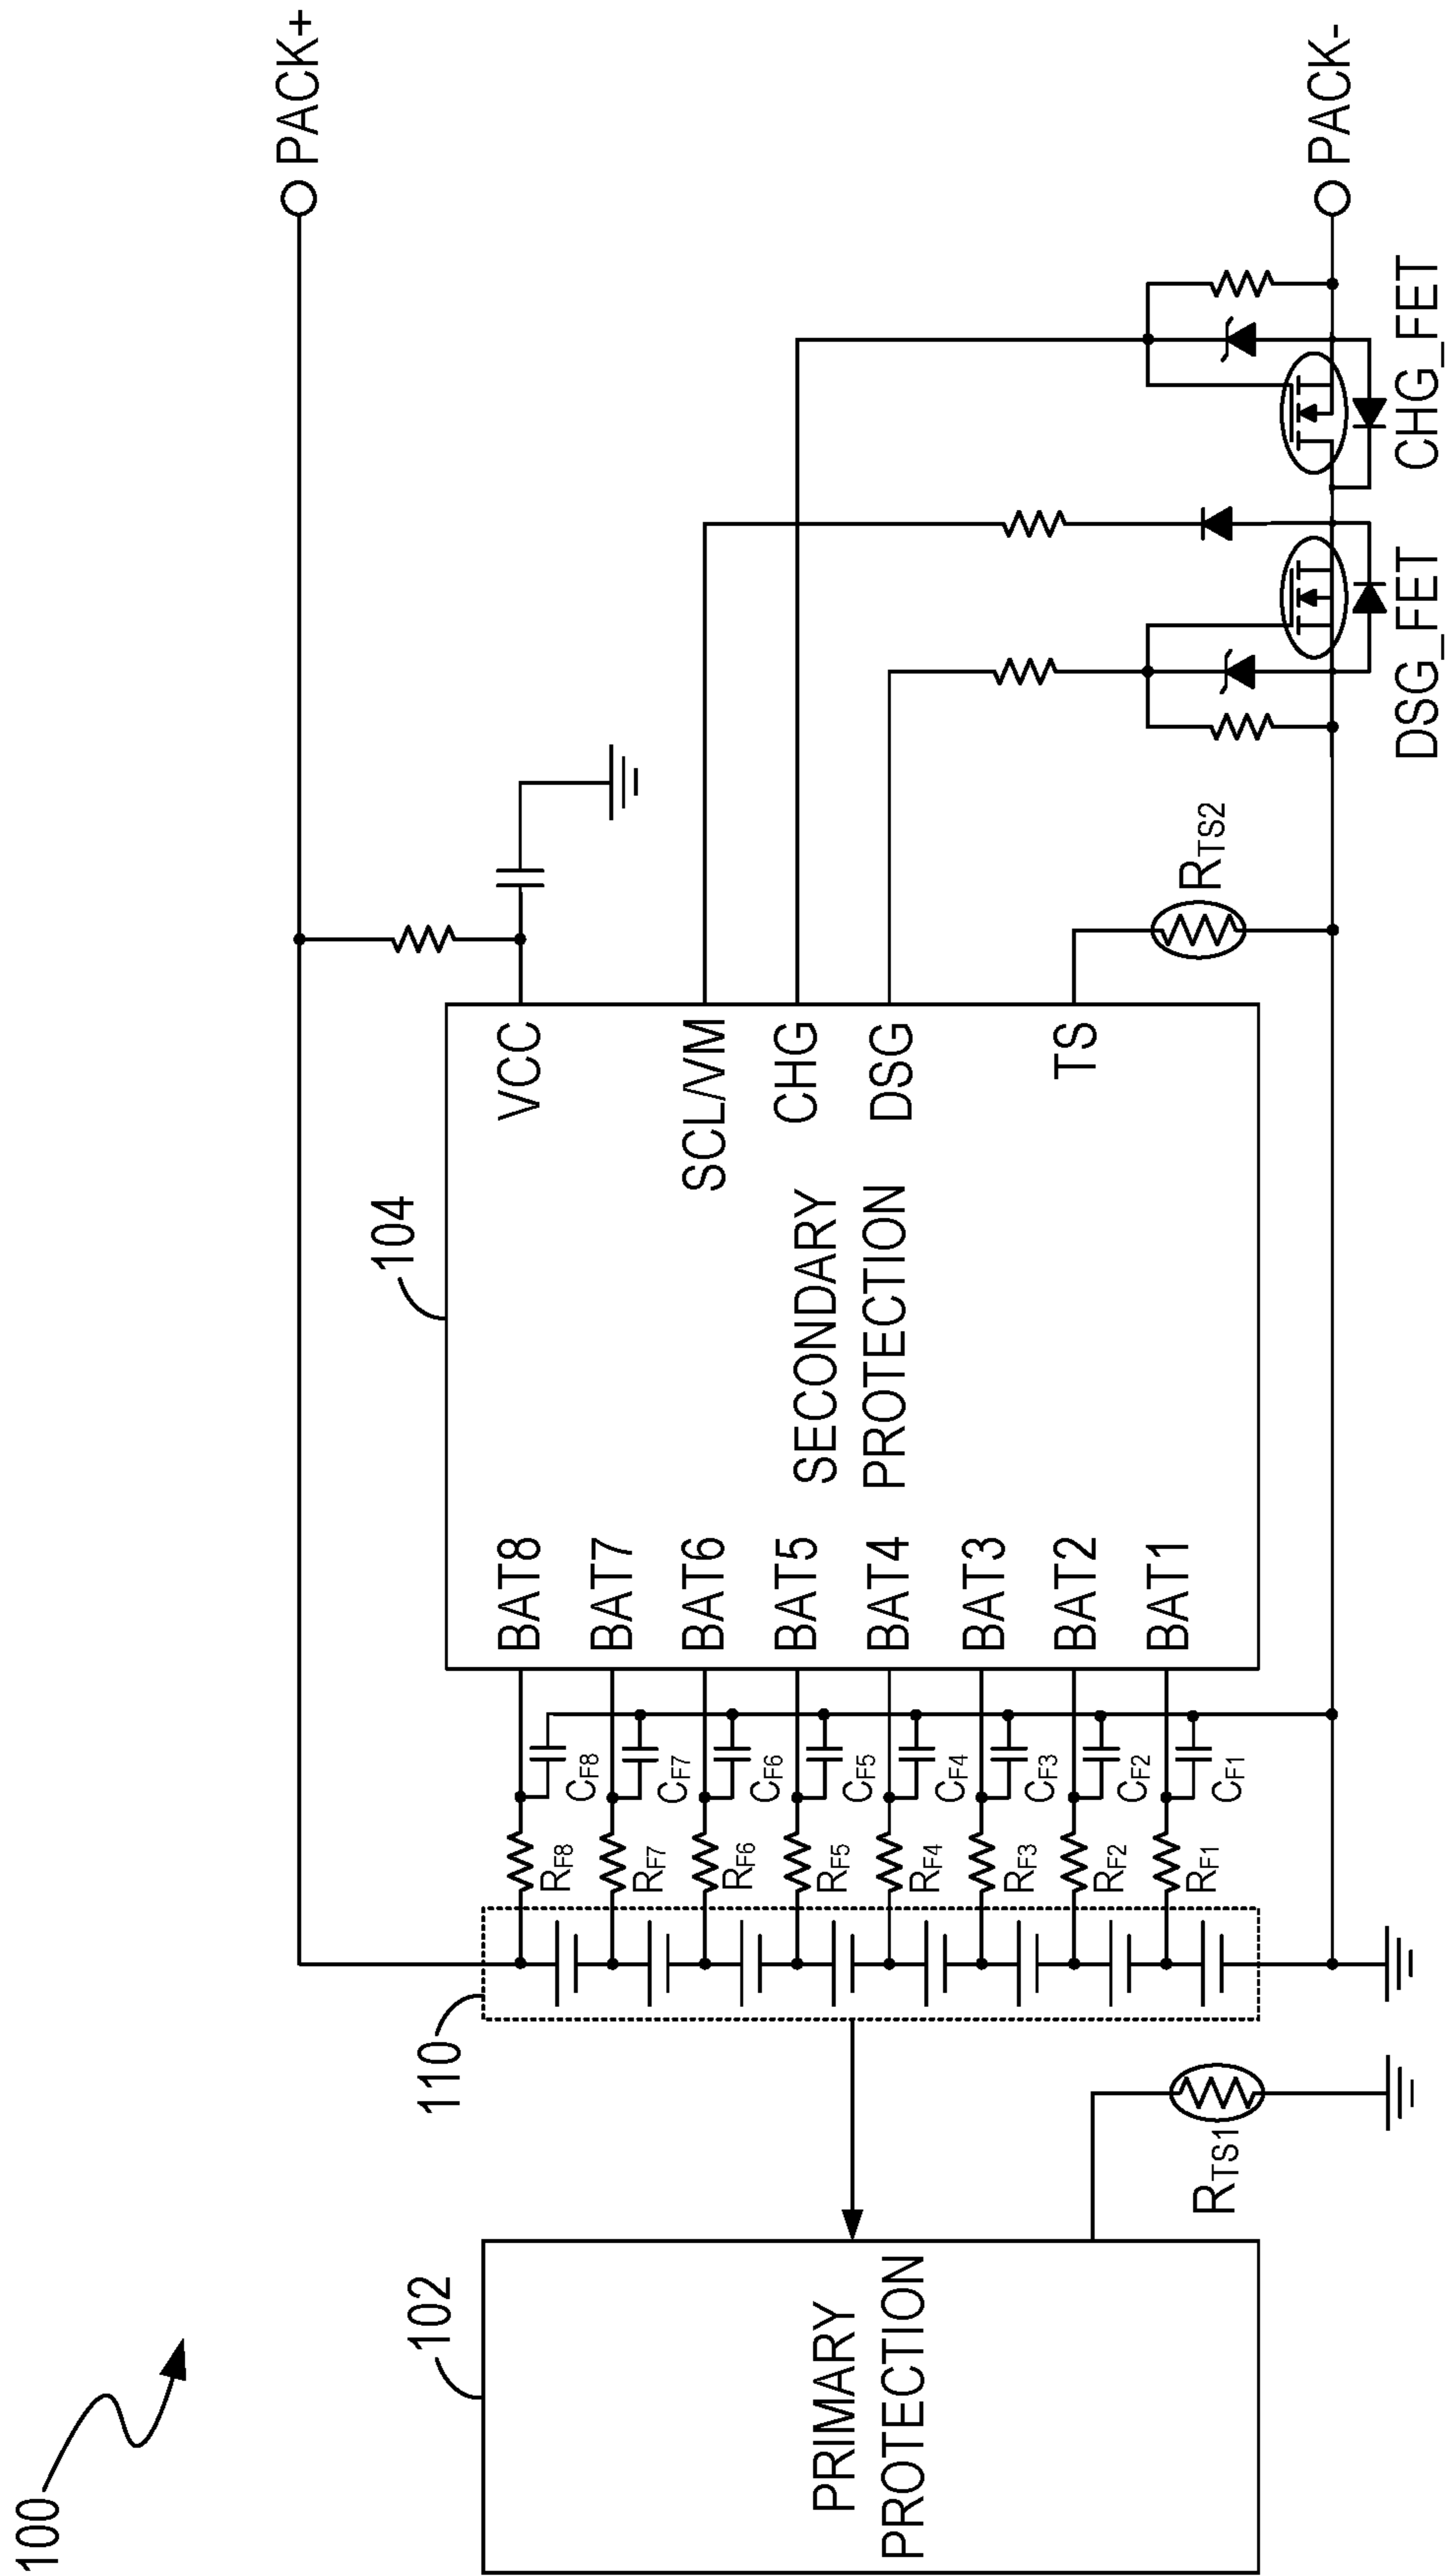 100
102
PRIMARY
PROTECTION
RTS1
110
RF8
RF7
RF6
RF5
RF4
RF3
RF2
RF1
CF8
CF7
CF6
CF5
CF4
CF3
CF2
CF1
104
BAT8
BAT7
BAT6
BAT5
BAT4
BAT3
BAT2
BAT1
SECONDARY
PROTECTION
VCC
SCL/VM
CHG
DSG
TS
RTS2
DSG_FET
CHG_FET
PACK+
PACK-